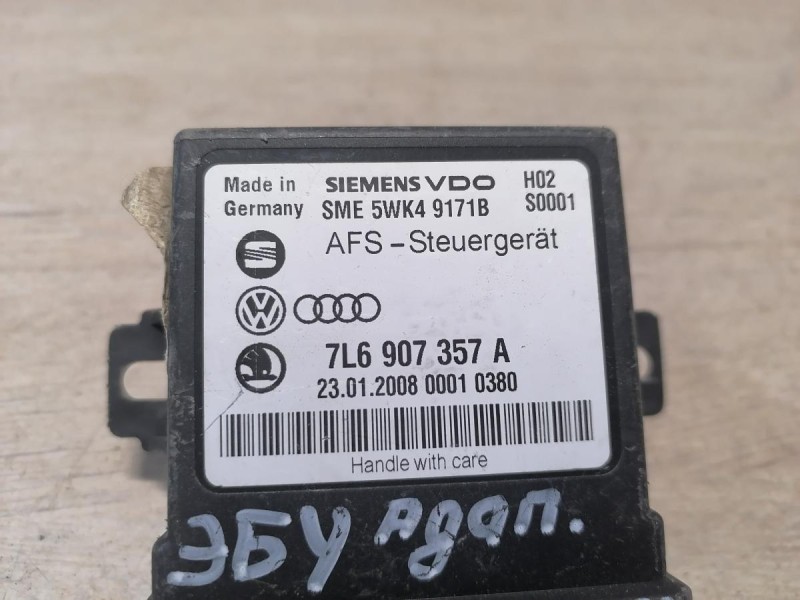 Made in SIEMENS VDO H02
Germany SME 5WK4 9171B S0001
AFS - Steuergerät
7L6 907 357 A
23.01.2008 0001 0380
Handle with care
ЭБУ адап.